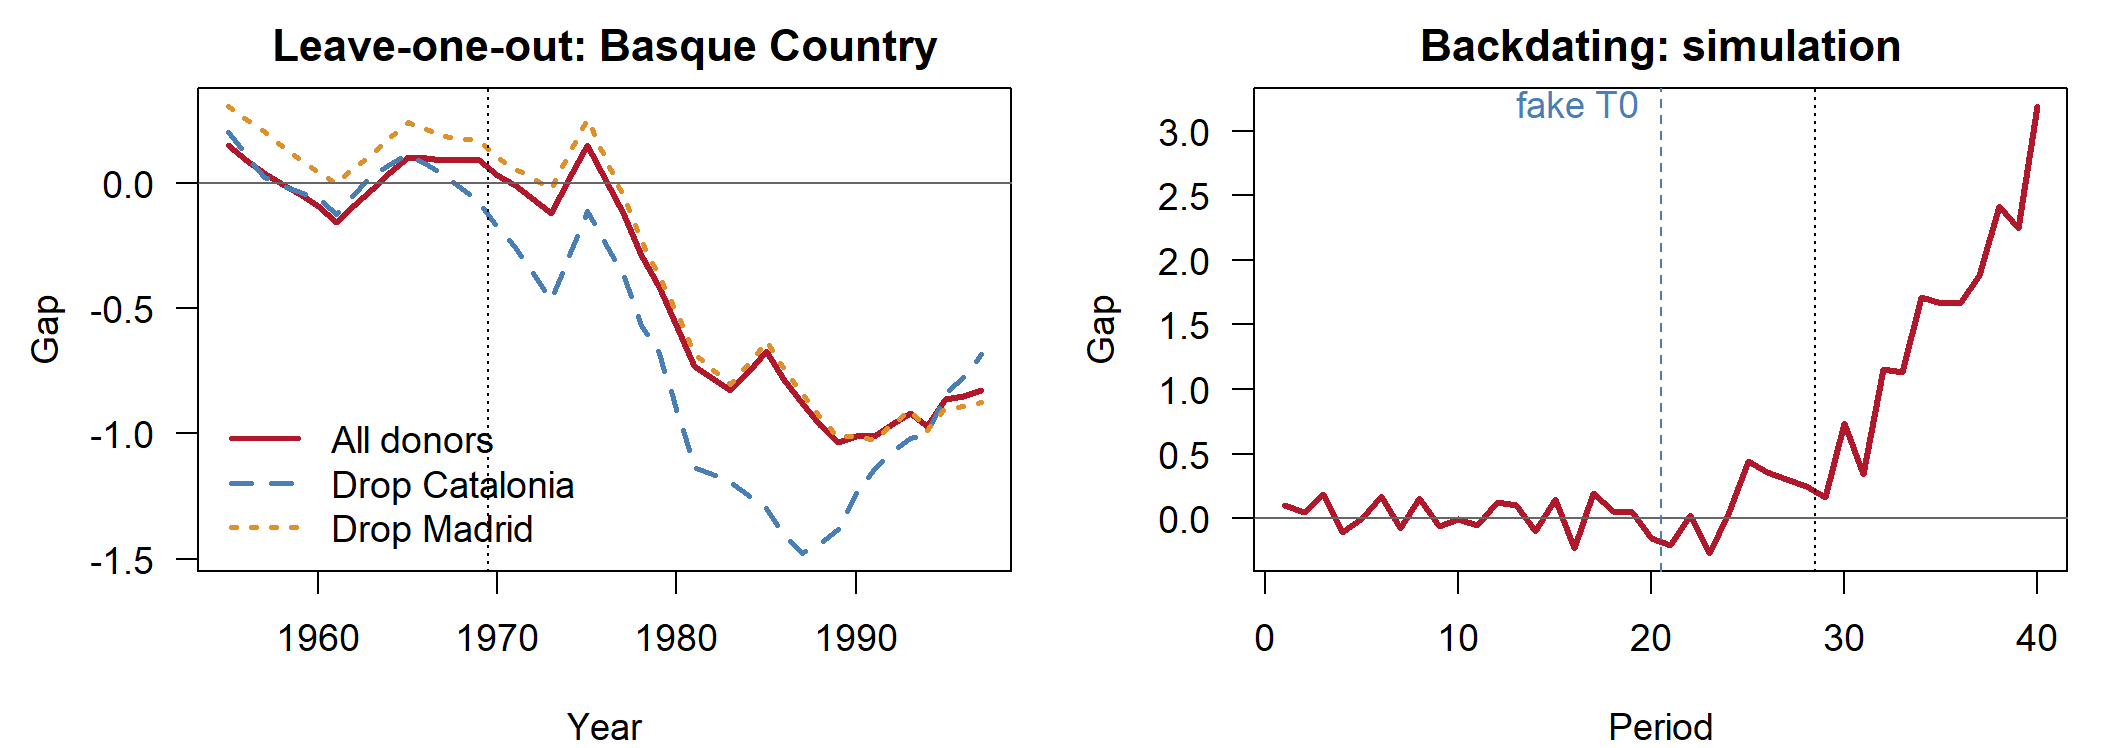 Leave-one-out: Basque Country
Gap
0.0
-0.5
-1.0
-1.5
All donors
Drop Catalonia
Drop Madrid
1960 1970 1980 1990
Year
Backdating: simulation
Gap
fake T0
3.0
2.5
2.0
1.5
1.0
0.5
0.0
0 10 20 30 40
Period